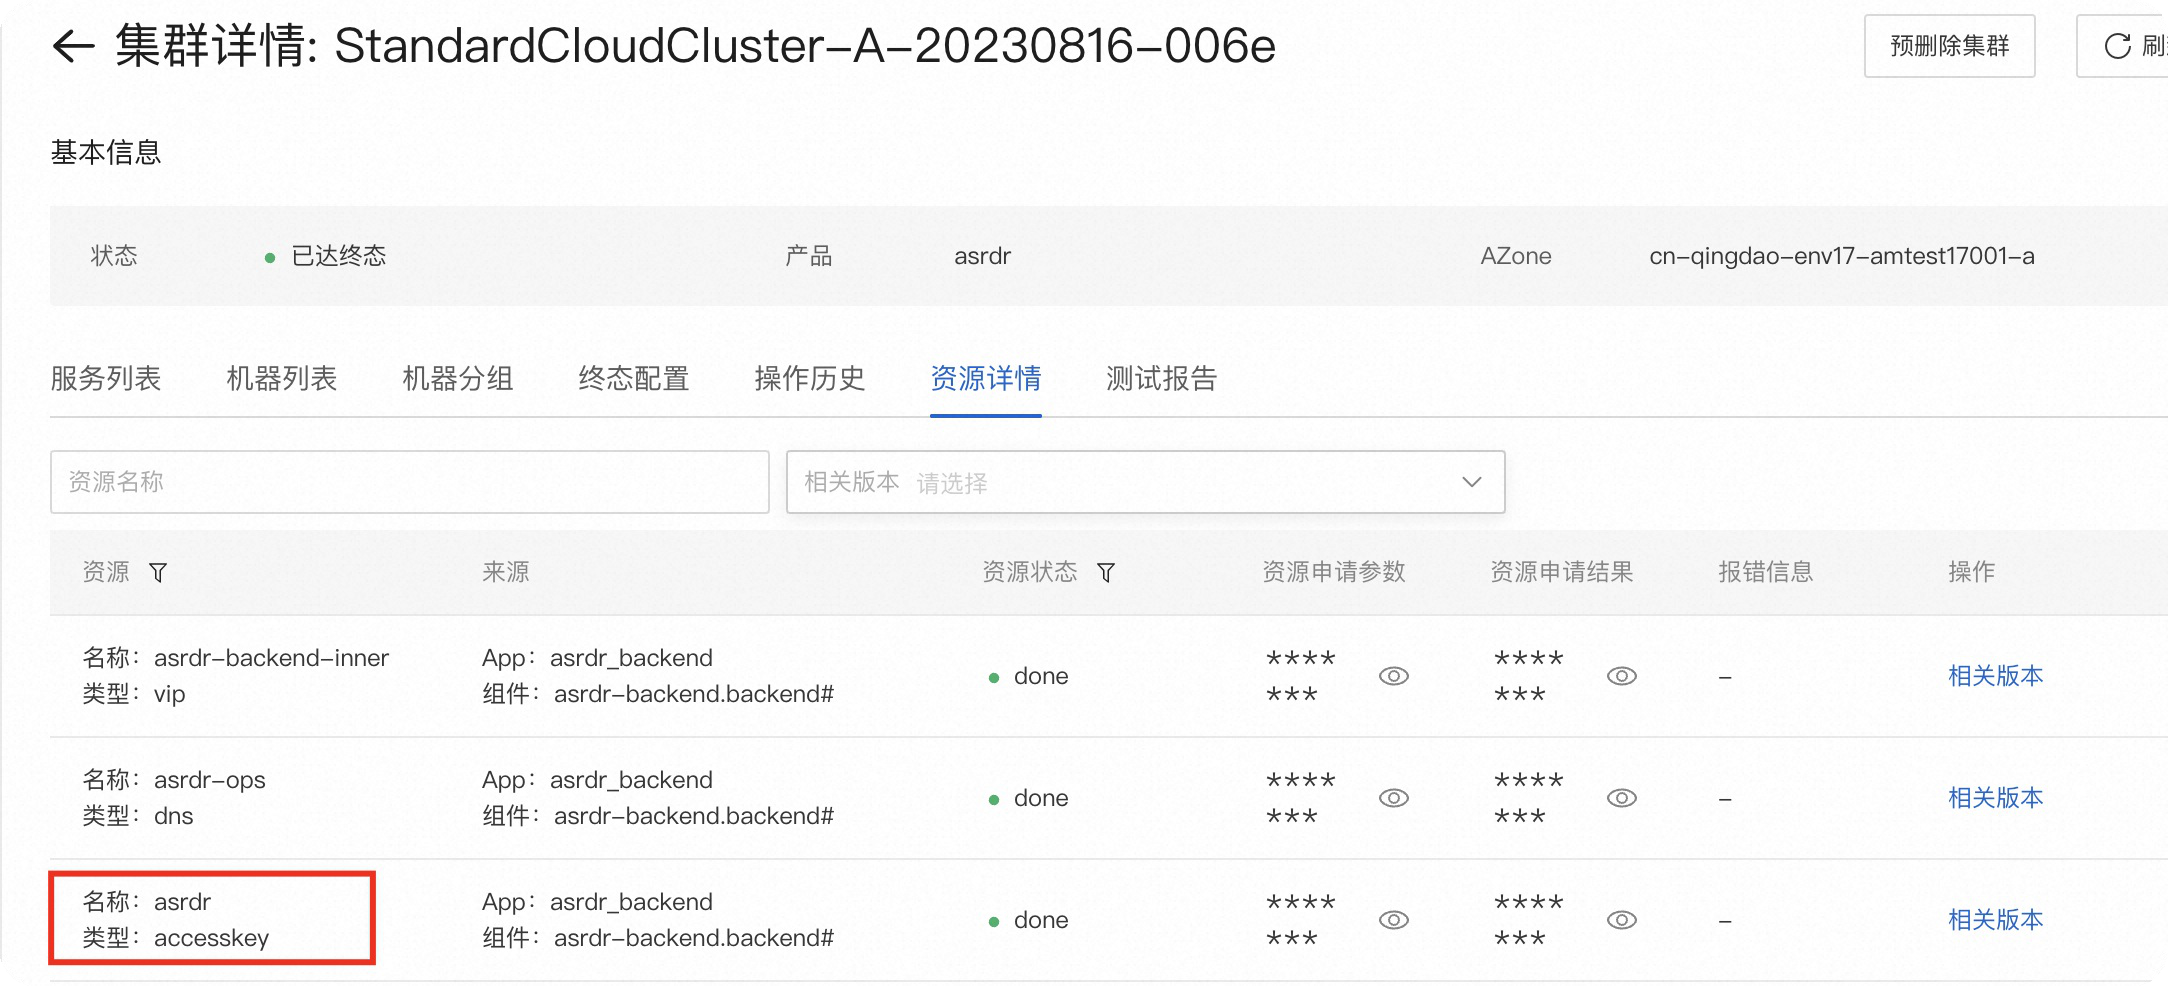 集群详情: StandardCloudCluster-A-20230816-006e
预删除集群
刷
基本信息
状态 已达终态 产品 asrdr AZone cn-qingdao-env17-amtest17001-a
服务列表 机器列表 机器分组 终态配置 操作历史 资源详情 测试报告
资源名称 相关版本 请选择
资源 来源 资源状态 资源申请参数 资源申请结果 报错信息 操作
名称: asrdr-backend-inner App: asrdr_backend **** ****
类型: vip 组件: asrdr-backend.backend# done *** *** - 相关版本
名称: asrdr-ops App: asrdr_backend **** ****
类型: dns 组件: asrdr-backend.backend# done *** *** - 相关版本
名称: asrdr App: asrdr_backend **** ****
类型: accesskey 组件: asrdr-backend.backend# done *** *** - 相关版本